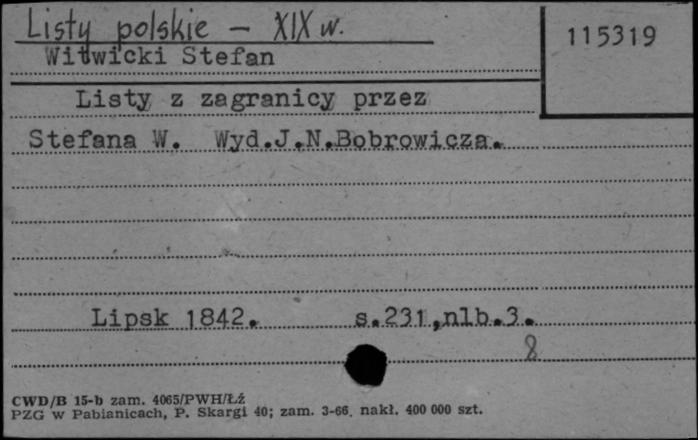 Listy polskie - XIX w.
115319
Witwicki Stefan
Listy z zagranicy przez
Stefana W. Wyd.J.N.Bobrowicza.
Lipsk 1842. s.231,nlb.3.
8
CWD/B 15-b zam. 4065/PWH/Łź
PZG w Pabianicach, P. Skargi 40; zam. 3-66. nakł. 400 000 szt.